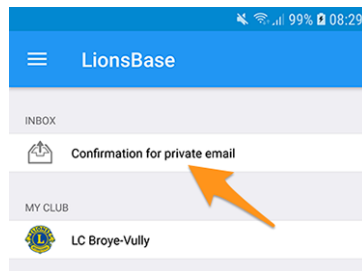 99% 08:29
LionsBase
INBOX
Confirmation for private email
MY CLUB
L
LC Broye-Vully